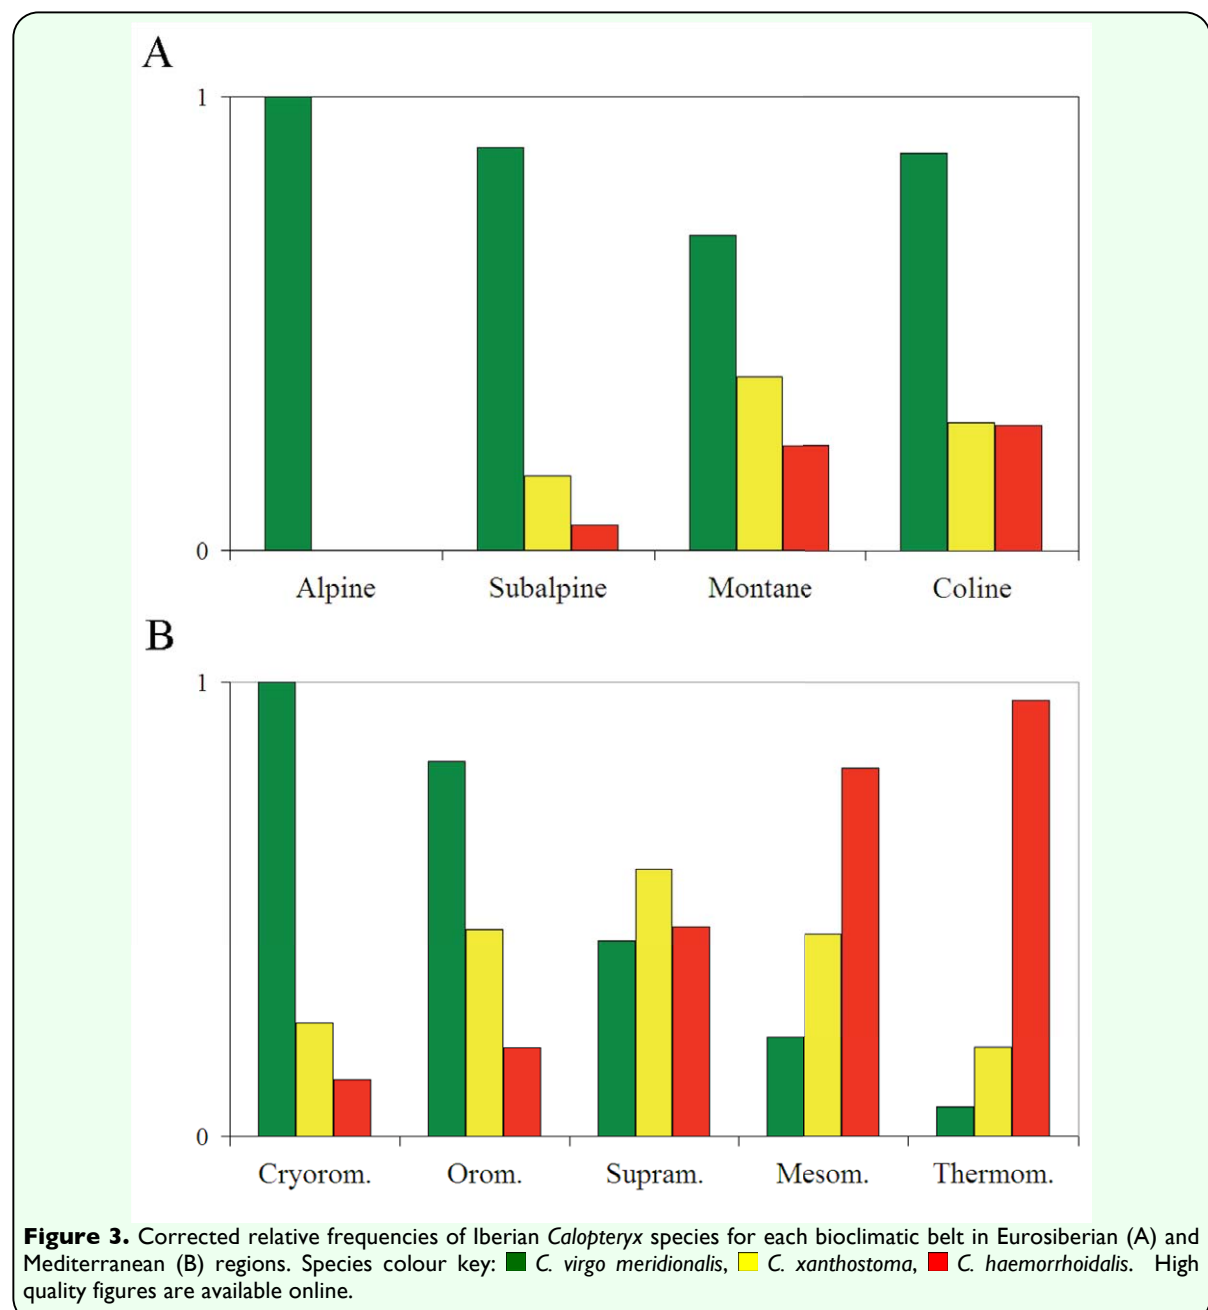 A
1
0
Alpine Subalpine Montane Coline
B
1
0
Cryorom. Orom. Supram. Mesom. Thermom.
Figure 3. Corrected relative frequencies of Iberian Calopteryx species for each bioclimatic belt in Eurosiberian (A) and
Mediterranean (B) regions. Species colour key: C. virgo meridionalis, C. xanthostoma, C. haemorrhoidalis. High
quality figures are available online.